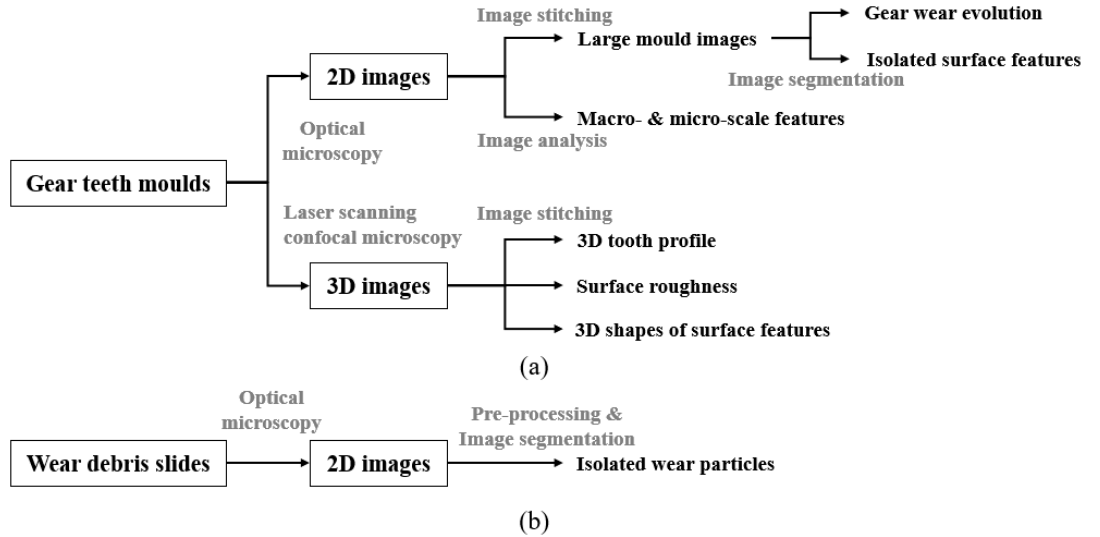 Image stitching
Gear wear evolution
Large mould images
Isolated surface features
2D images
Image segmentation
Macro- & micro-scale features
Optical
microscopy
Image analysis
Gear teeth moulds
Laser scanning
confocal microscopy
Image stitching
3D tooth profile
3D images
Surface roughness
3D shapes of surface features
(a)
Optical
microscopy
Pre-processing &
Image segmentation
Wear debris slides
2D images
Isolated wear particles
(b)